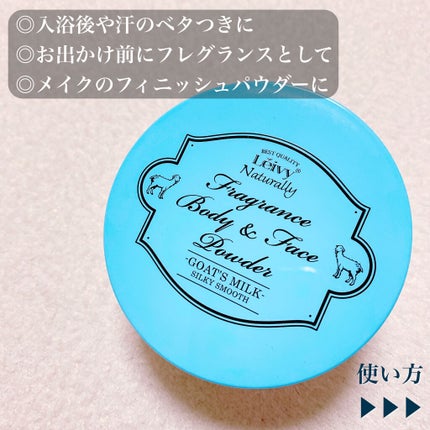 ◎入浴後や汗のベタつきに
◎お出かけ前にフレグランスとして
◎メイクのフィニッシュパウダーに
BEST QUALITY
Leivy®
Naturally
Fragrance
Body & Face
Powder
-GOAT'S MILK-
SILKY SMOOTH
使い方
▶▶▶